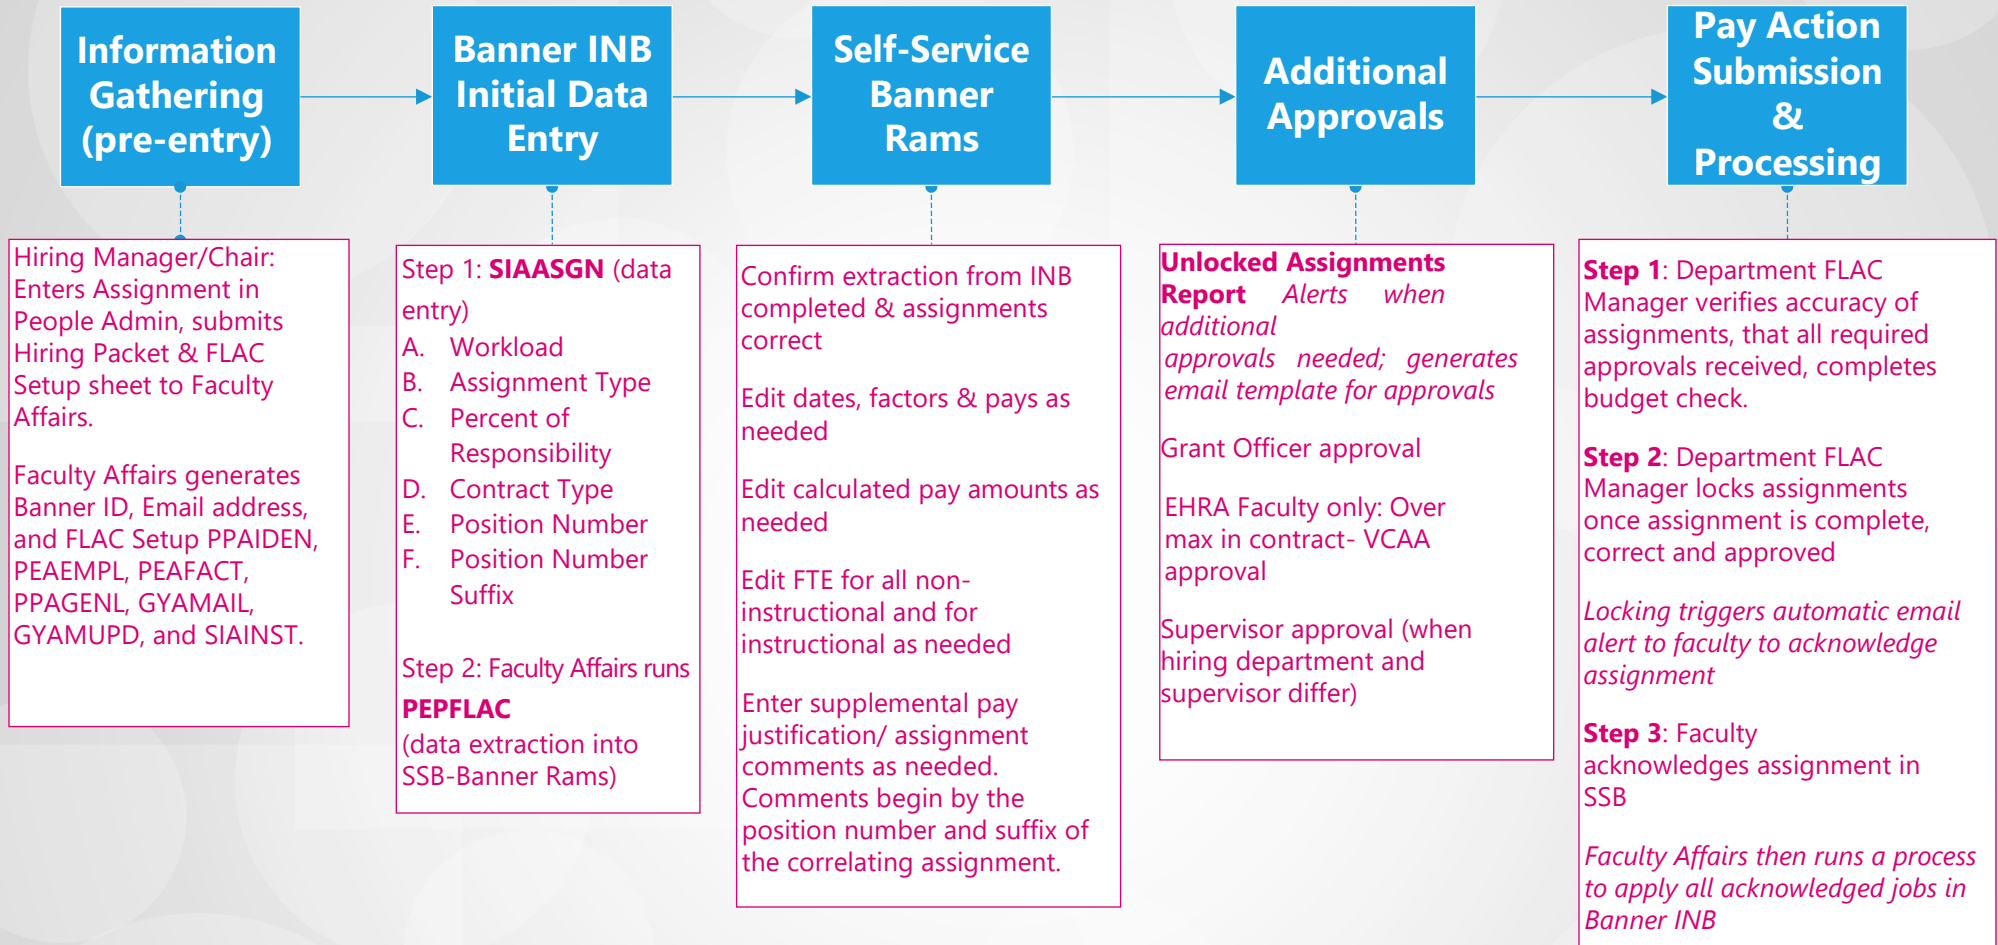 Information
Gathering
(pre-entry)
Banner INB
Initial Data
Entry
Self-Service
Banner
Rams
Additional
Approvals
Pay Action
Submission
&
Processing
Hiring Manager/Chair:
Enters Assignment in
People Admin, submits
Hiring Packet & FLAC
Setup sheet to Faculty
Affairs.
Faculty Affairs generates
Banner ID, Email address,
and FLAC Setup PPAIDEN,
PEAEMPL, PEAFACT,
PPAGENL, GYAMAIL,
GYAMUPD, and SIAINST.
Step 1: SIAASGN (data
entry)
A. Workload
B. Assignment Type
C. Percent of
Responsibility
D. Contract Type
E. Position Number
F. Position Number
Suffix
Step 2: Faculty Affairs runs
PEPFLAC
(data extraction into
SSB-Banner Rams)
Confirm extraction from INB
completed & assignments
correct
Edit dates, factors & pays as
needed
Edit calculated pay amounts as
needed
Edit FTE for all non-
instructional and for
instructional as needed
Enter supplemental pay
justification/ assignment
comments as needed.
Comments begin by the
position number and suffix of
the correlating assignment.
Unlocked Assignments
Report Alerts when
additional
approvals needed; generates
email template for approvals
Grant Officer approval
EHRA Faculty only: Over
max in contract- VCAA
approval
Supervisor approval (when
hiring department and
supervisor differ)
Step 1: Department FLAC
Manager verifies accuracy of
assignments, that all required
approvals received, completes
budget check.
Step 2: Department FLAC
Manager locks assignments
once assignment is complete,
correct and approved
Locking triggers automatic email
alert to faculty to acknowledge
assignment
Step 3: Faculty
acknowledges assignment in
SSB
Faculty Affairs then runs a process
to apply all acknowledged jobs in
Banner INB